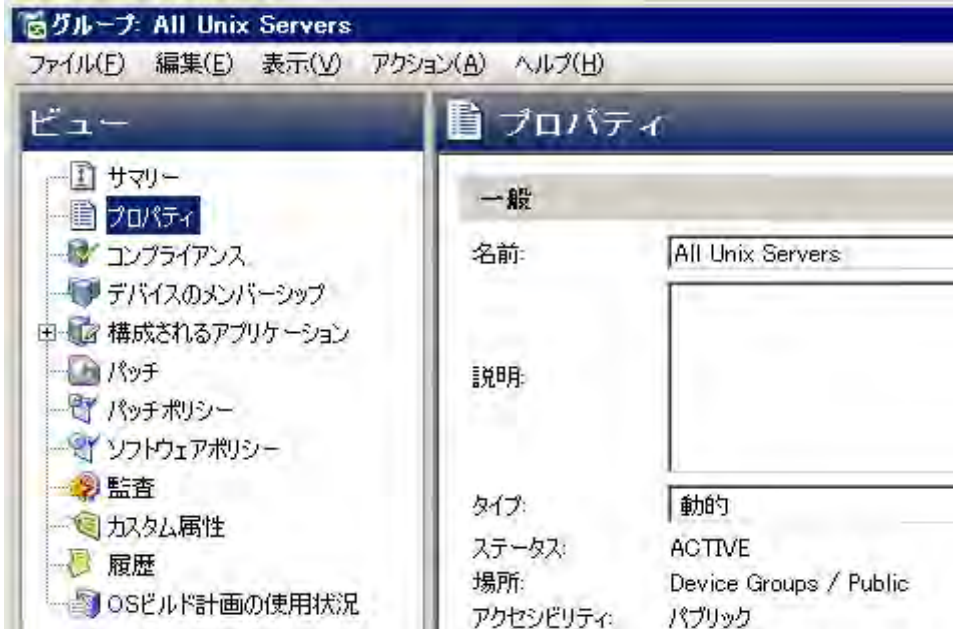 グループ: All Unix Servers
ファイル(F) 編集(E) 表示(V) アクション(A) ヘルプ(H)
ビュー
サマリー
プロパティ
コンプライアンス
デバイスのメンバーシップ
構成されるアプリケーション
パッチ
パッチポリシー
ソフトウェアポリシー
監査
カスタム属性
履歴
OSビルド計画の使用状況
プロパティ
一般
名前: All Unix Servers
説明:
タイプ: 動的
ステータス: ACTIVE
場所: Device Groups / Public
アクセシビリティ: パブリック